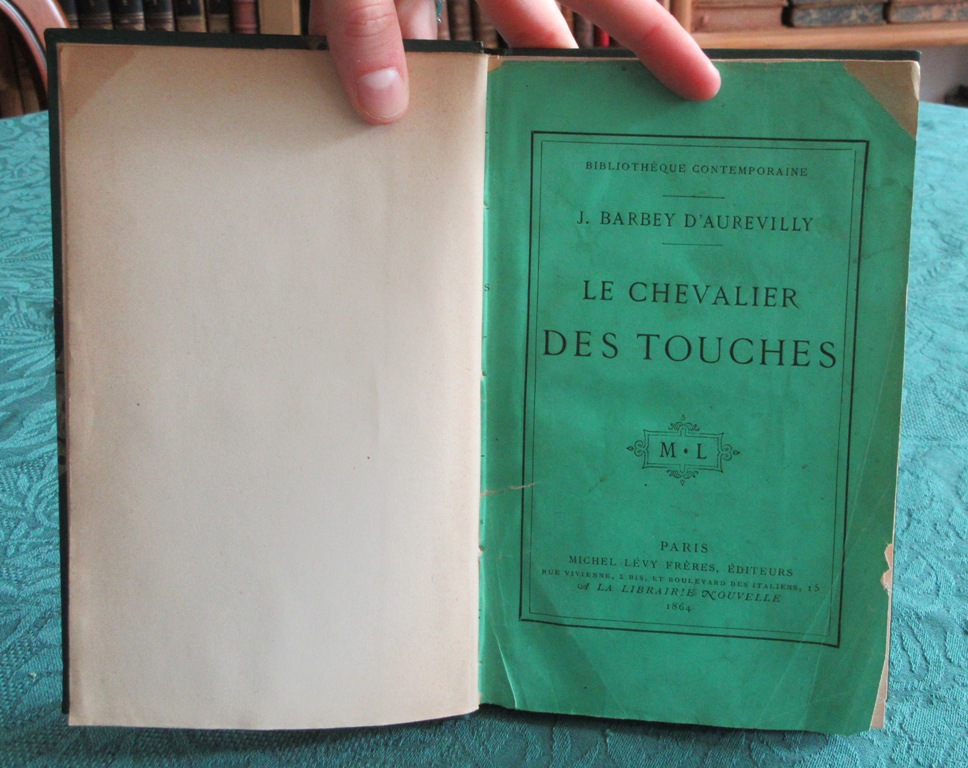 BIBLIOTHÈQUE CONTEMPORAINE
J. BARBEY D'AUREVILLY
LE CHEVALIER
DES TOUCHES
M · L
PARIS
MICHEL LÉVY FRÈRES, ÉDITEURS
RUE VIVIENNE, 2 BIS, ET BOULEVARD DES ITALIENS, 15
A LA LIBRAIRIE NOUVELLE
1864